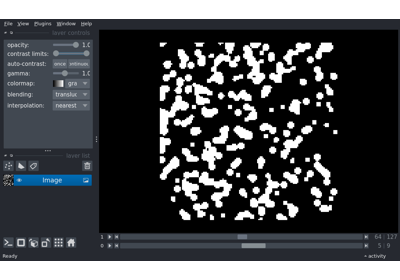 File View Plugins Window Help
layer controls
opacity: 1.0
contrast limits:
auto-contrast: once
gamma: 1.0
colormap: gra
blending: translu
interpolation: nearest
layer list
Image
1 64 127
0 5 9
Ready activity